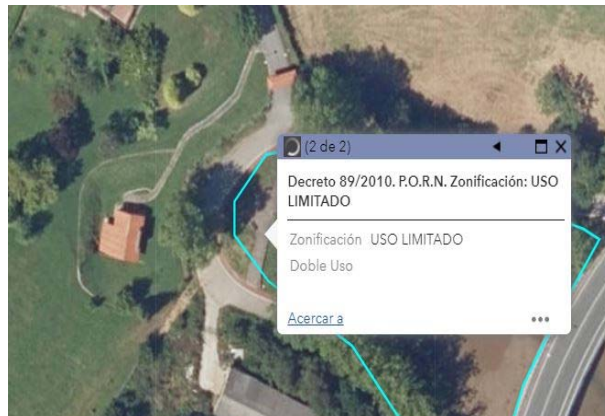 (2 de 2)
Decreto 89/2010. P.O.R.N. Zonificación: USO
LIMITADO
Zonificación USO LIMITADO
Doble Uso
Acercar a